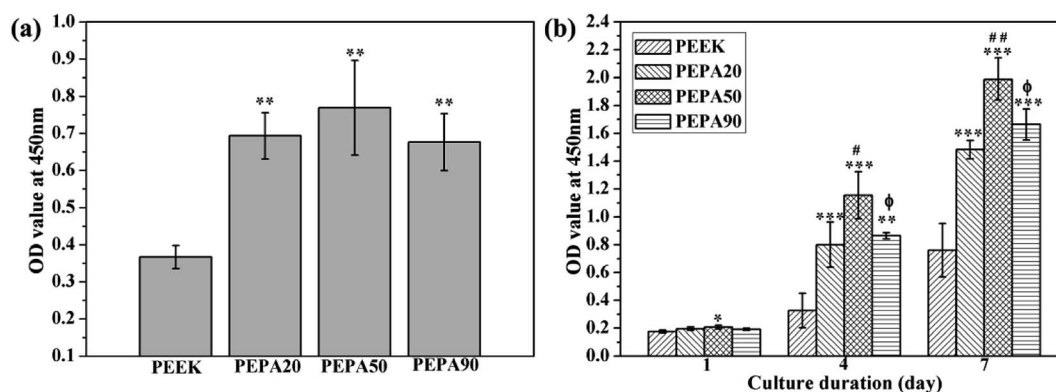 (a)
OD value at 450nm
1.0
0.9
0.8
0.7
0.6
0.5
0.4
0.3
0.2
0.1
**
**
**
PEEK PEPA20 PEPA50 PEPA90
(b)
OD value at 450nm
2.4
2.2
2.0
1.8
1.6
1.4
1.2
1.0
0.8
0.6
0.4
0.2
0.0
PEEK
PEPA20
PEPA50
PEPA90
*
***
#
***
ϕ
**
***
##
***
ϕ
***
1 4 7
Culture duration (day)